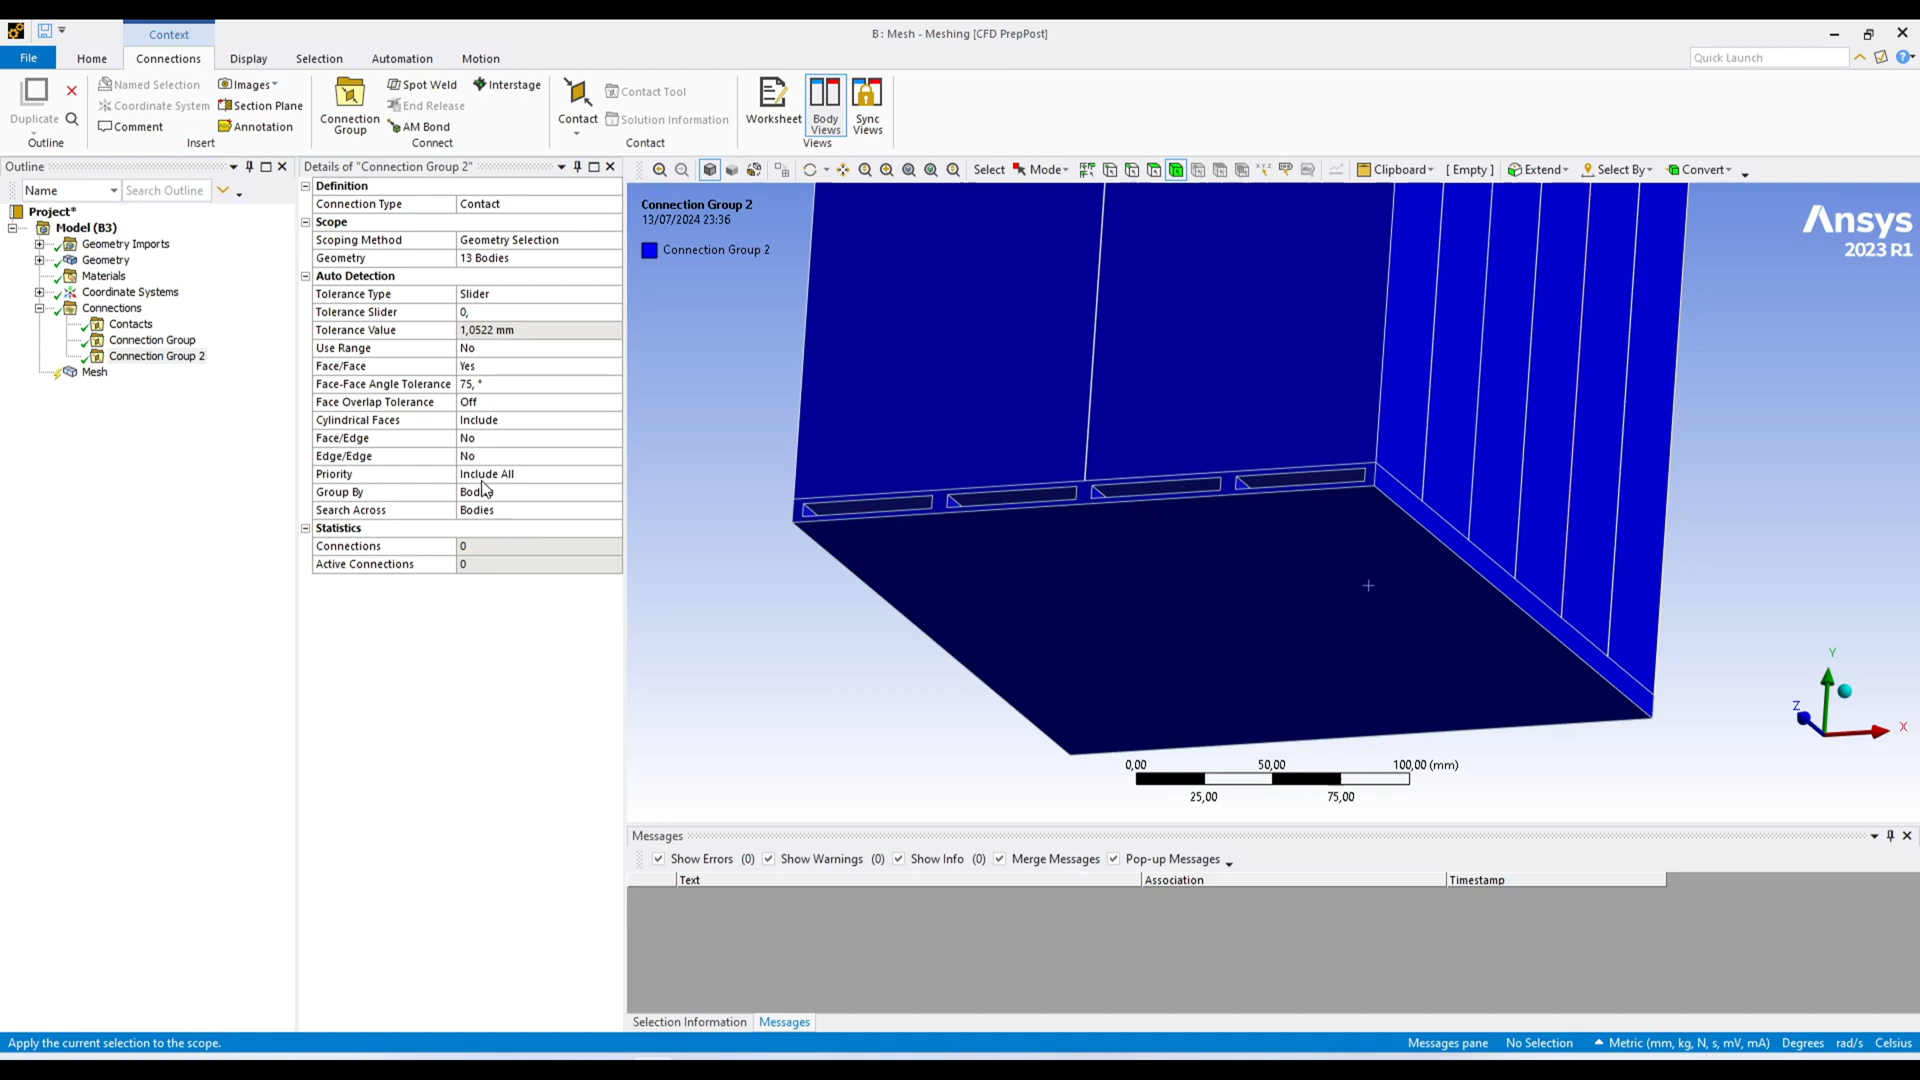 Context
B : Mesh - Meshing [CFD PrepPost]
File
Home
Connections
Display
Selection
Automation
Motion
Quick Launch
Duplicate
Outline
Named Selection
Coordinate System
Comment
Images
Section Plane
Annotation
Insert
Connection Group
Spot Weld
End Release
AM Bond
Interstage
Connect
Contact
Contact Tool
Solution Information
Contact
Worksheet
Body Views
Sync Views
Views
Outline
Name
Search Outline
Project*
Model (B3)
Geometry Imports
Geometry
Materials
Coordinate Systems
Connections
Contacts
Connection Group
Connection Group 2
Mesh
Details of "Connection Group 2"
Definition
Connection Type Contact
Scope
Scoping Method Geometry Selection
Geometry 13 Bodies
Auto Detection
Tolerance Type Slider
Tolerance Slider 0,
Tolerance Value 1,0522 mm
Use Range No
Face/Face Yes
Face-Face Angle Tolerance 75, °
Face Overlap Tolerance Off
Cylindrical Faces Include
Face/Edge No
Edge/Edge No
Priority Include All
Group By
Search Across Bodies
Statistics
Connections 0
Active Connections 0
Select Mode Clipboard [ Empty ] Extend Select By Convert
Connection Group 2
13/07/2024 23:36
Connection Group 2
Ansys
2023 R1
Y
Z
X
0,00 50,00 100,00 (mm)
25,00 75,00
Messages
Show Errors (0) Show Warnings (0) Show Info (0) Merge Messages Pop-up Messages
Text Association Timestamp
Selection Information Messages
Apply the current selection to the scope.
Messages pane No Selection Metric (mm, kg, N, s, mV, mA) Degrees rad/s Celsius